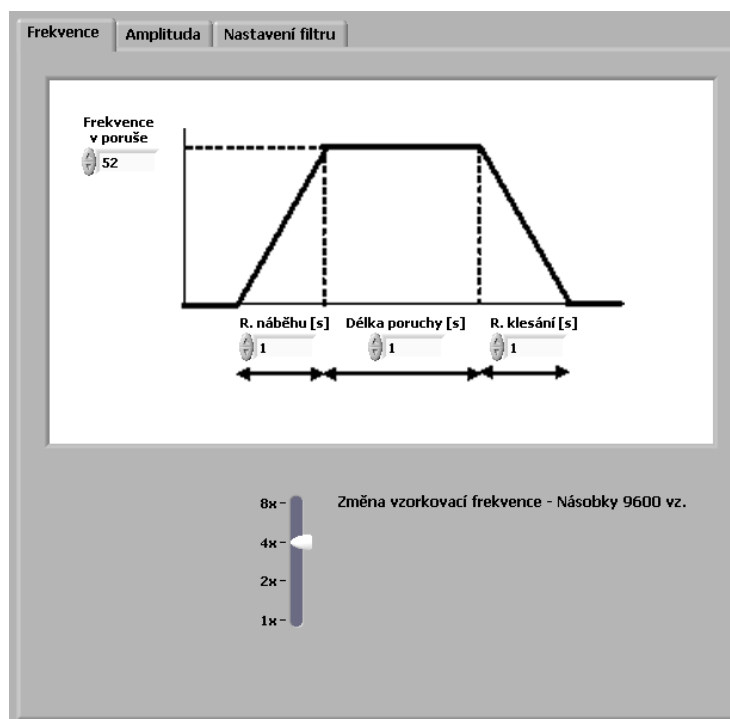 Frekvence Amplituda Nastavení filtru
Frekvence
v poruše
52
R. náběhu [s] Délka poruchy [s] R. klesání [s]
1 1 1
8x Změna vzorkovací frekvence - Násobky 9600 vz.
4x
2x
1x